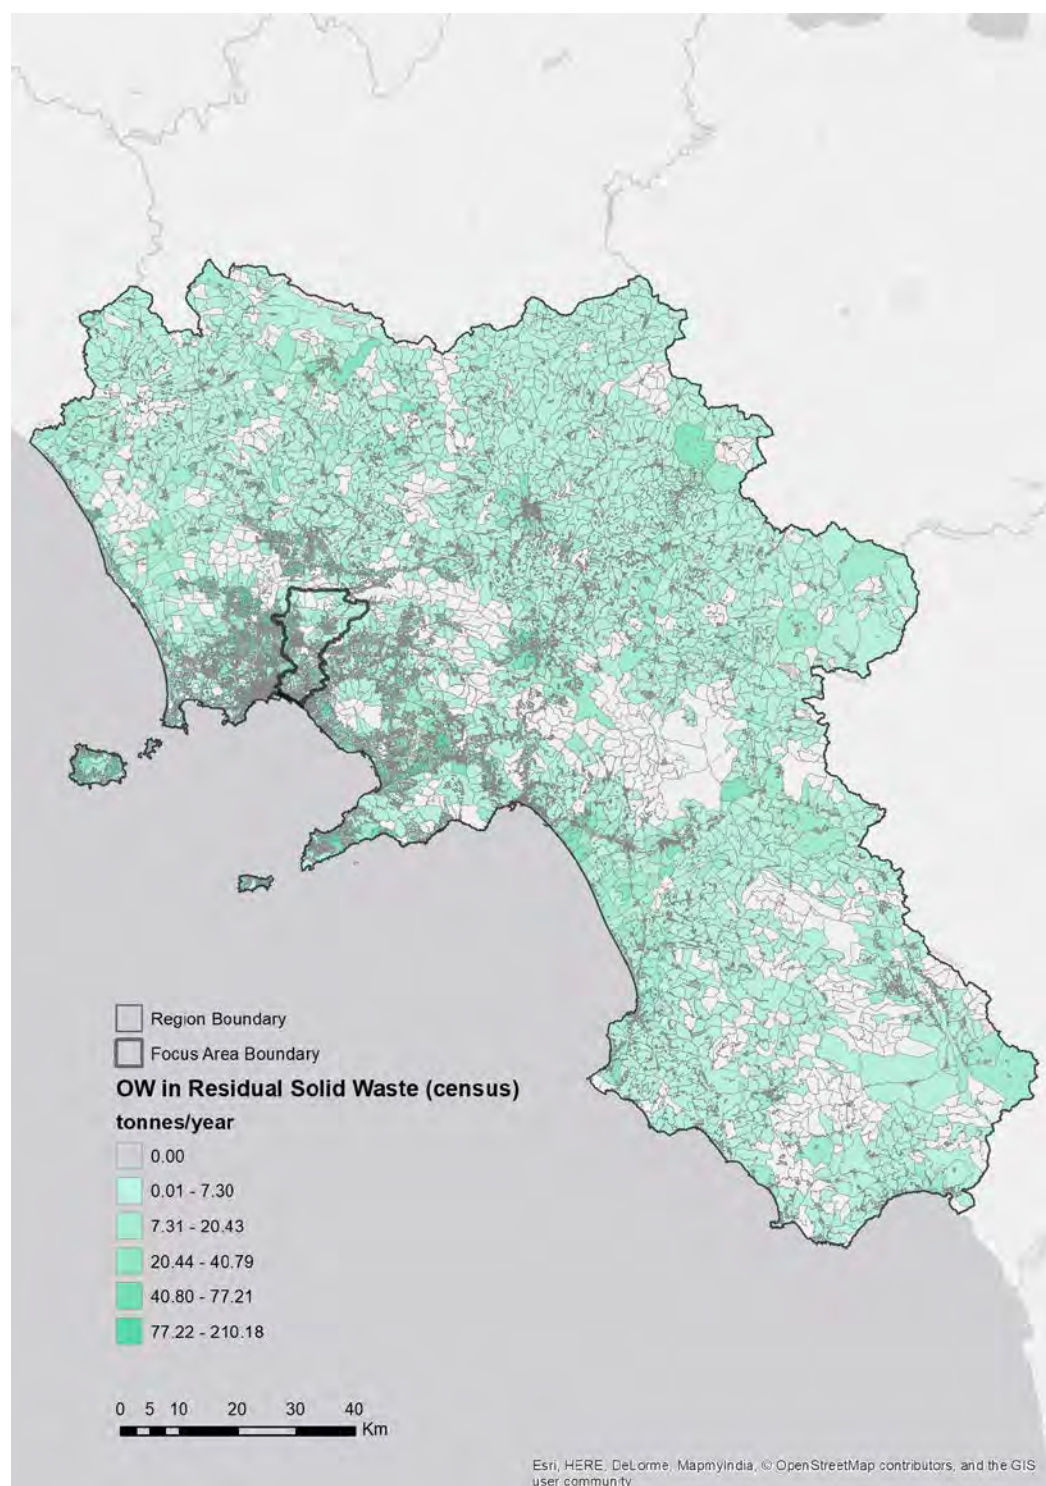 Region Boundary
Focus Area Boundary
OW in Residual Solid Waste (census)
tonnes/year
0.00
0.01 - 7.30
7.31 - 20.43
20.44 - 40.79
40.80 - 77.21
77.22 - 210.18
0 5 10 20 30 40
Km
Esri, HERE, DeLorme, MapmyIndia, © OpenStreetMap contributors, and the GIS
user community